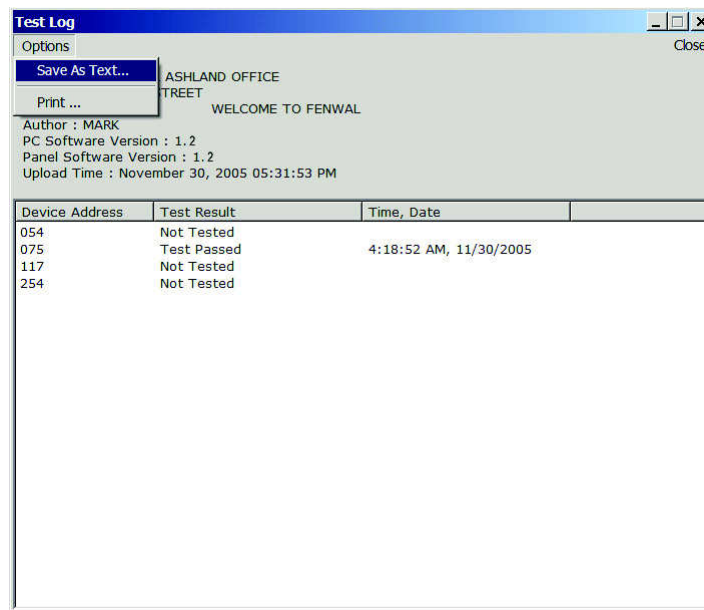 Test Log
Options Close
Save As Text...
Print ...
ASHLAND OFFICE
TREET
WELCOME TO FENWAL
Author : MARK
PC Software Version : 1.2
Panel Software Version : 1.2
Upload Time : November 30, 2005 05:31:53 PM
Device Address Test Result Time, Date
054 Not Tested
075 Test Passed 4:18:52 AM, 11/30/2005
117 Not Tested
254 Not Tested